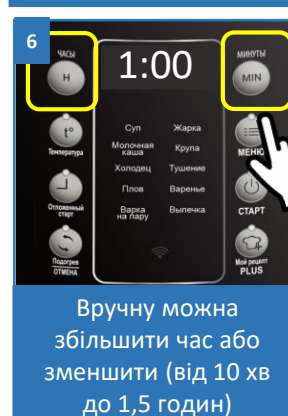 6
ЧАСЫ
МИНУТЫ
H
1:00
MIN
t°
Температура
Суп
Жарка
Молочная каша
Крупа
МЕНЮ
Холодец
Тушение
Отложенный старт
Плов
Варенье
СТАРТ
Варка на пару
Выпечка
Подогрев
ОТМЕНА
Мой рецепт
PLUS
Вручну можна
збільшити час або
зменшити (від 10 хв
до 1,5 годин)